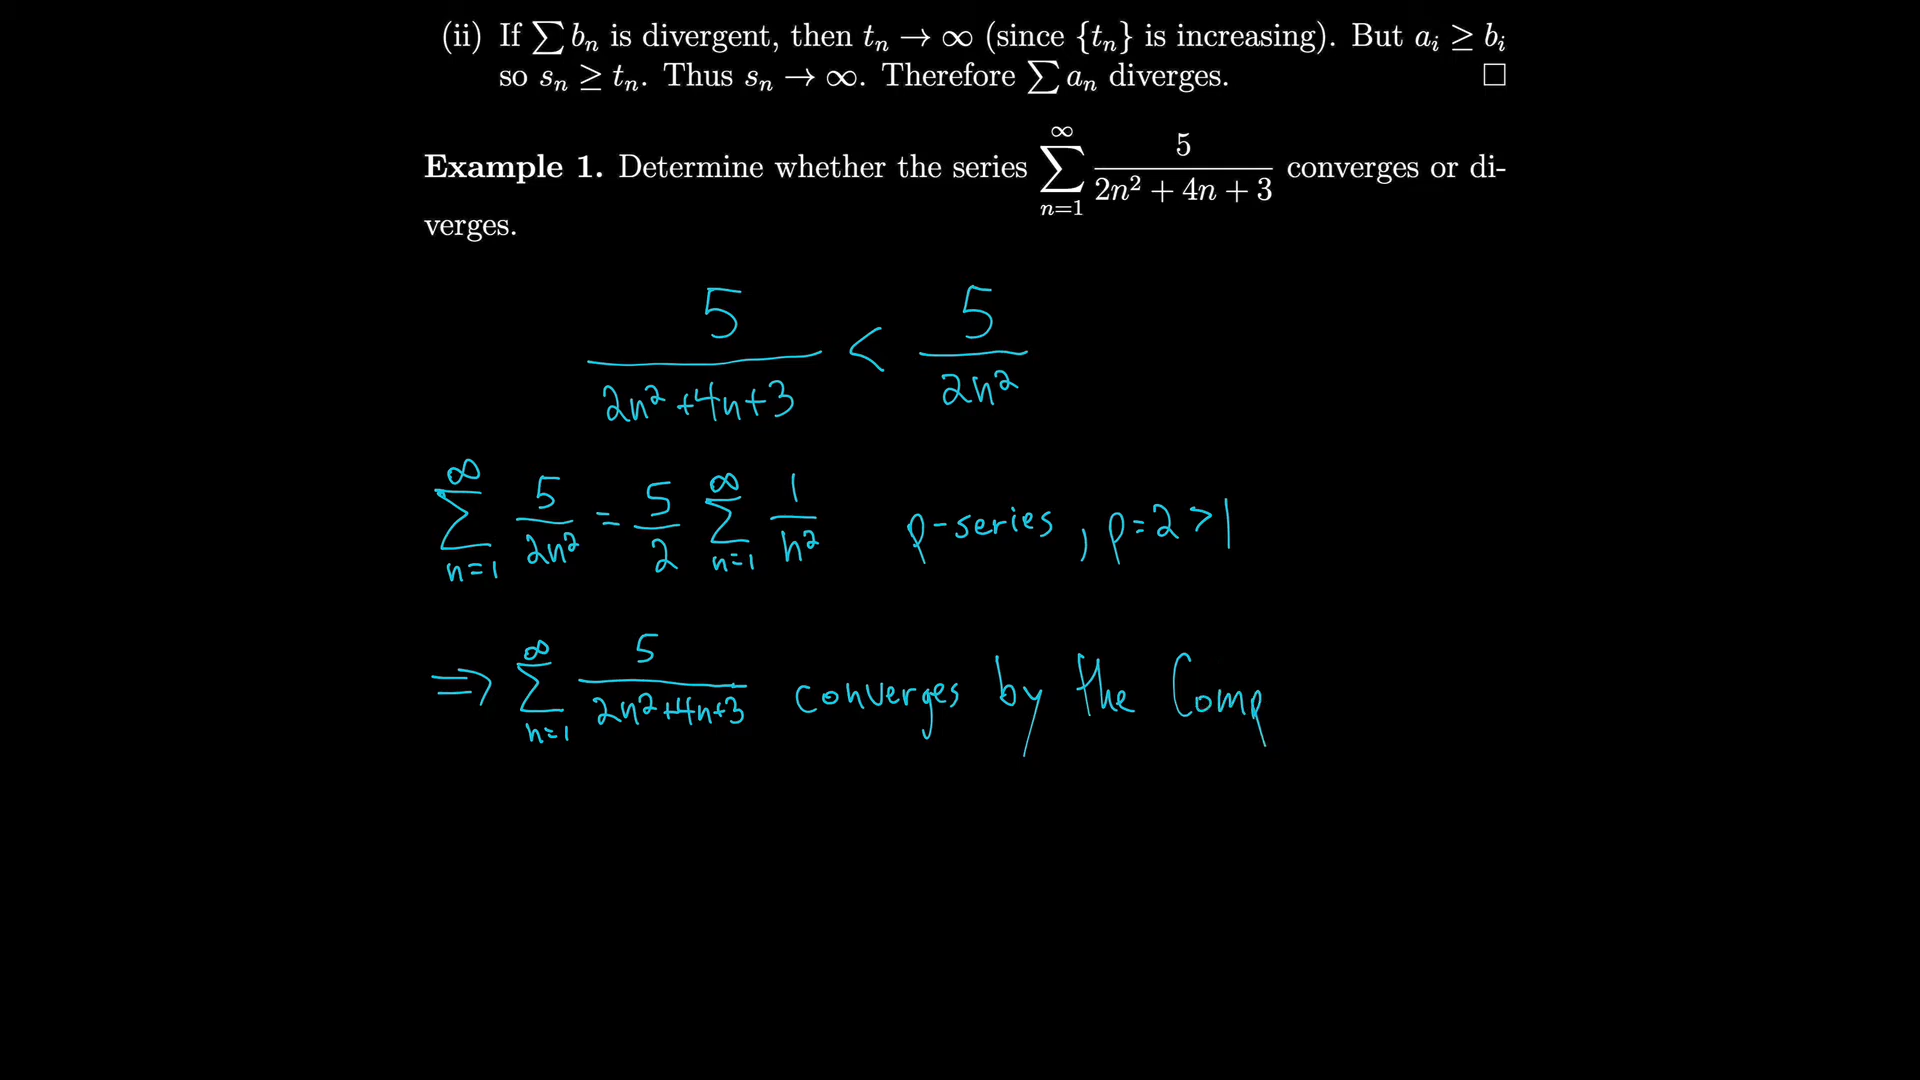 (ii) If ∑ bₙ is divergent, then tₙ → ∞ (since {tₙ} is increasing). But aᵢ ≥ bᵢ
so sₙ ≥ tₙ. Thus sₙ → ∞. Therefore ∑ aₙ diverges. □
Example 1. Determine whether the series ∑_{n=1}^{∞} 5/(2n² + 4n + 3) converges or di-
verges.
5/(2n²+4n+3) < 5/(2n²)
∑_{n=1}^{∞} 5/(2n²) = 5/2 ∑_{n=1}^{∞} 1/n² p-series, p=2>1
⇒ ∑_{n=1}^{∞} 5/(2n²+4n+3) converges by the Comp